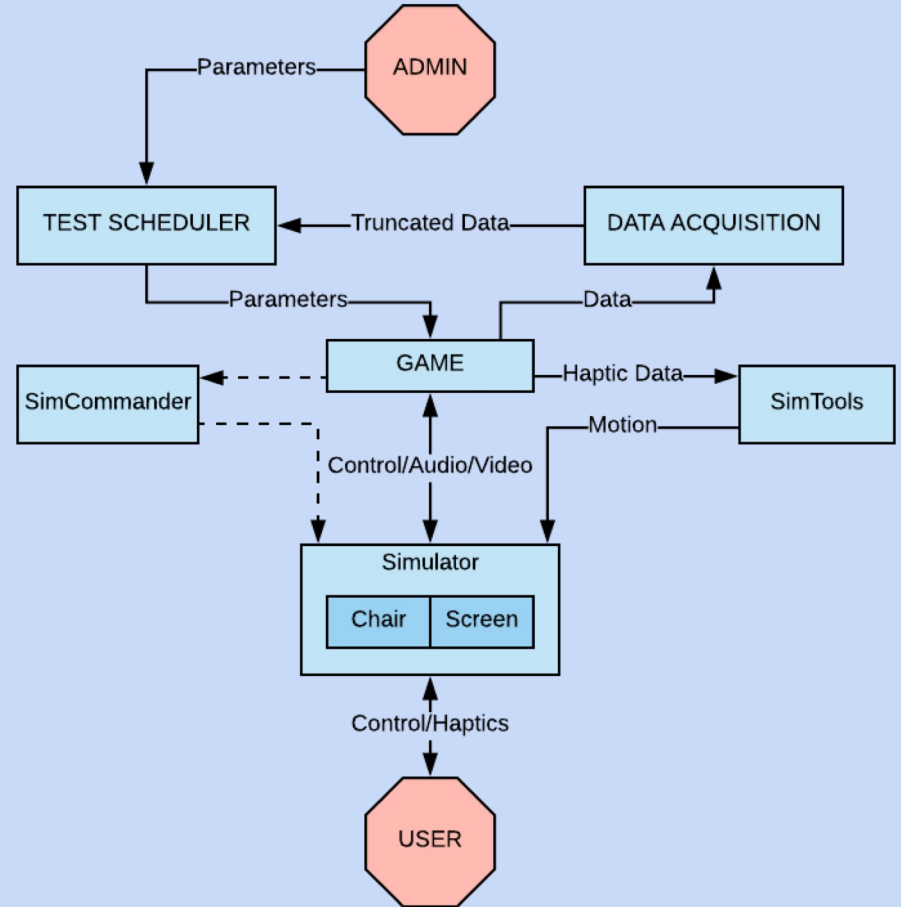 ADMIN
Parameters
TEST SCHEDULER
Truncated Data
DATA ACQUISITION
Parameters
Data
GAME
Haptic Data
SimCommander
SimTools
Motion
Control/Audio/Video
Simulator
Chair
Screen
Control/Haptics
USER